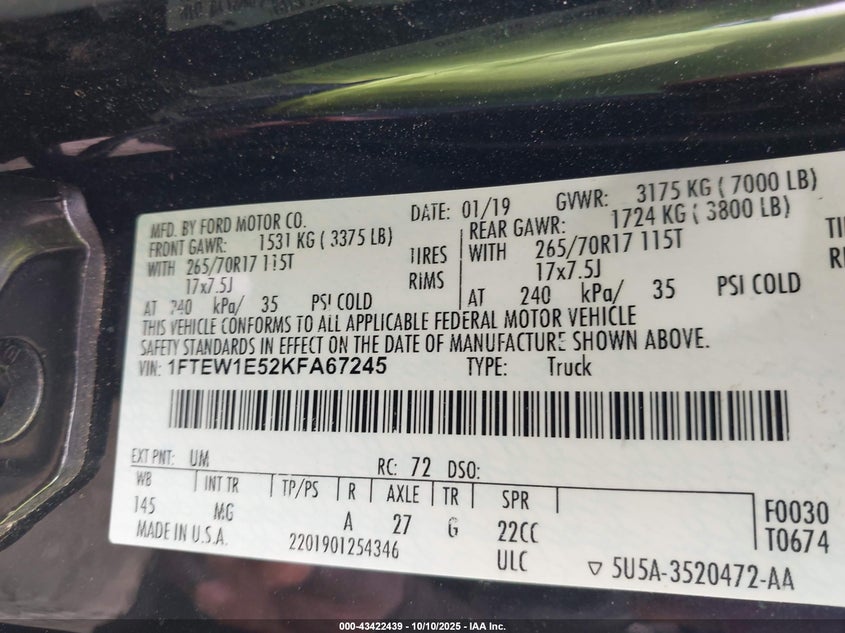 MFD. BY FORD MOTOR CO. DATE: 01/19 GVWR: 3175 KG ( 7000 LB)
FRONT GAWR: 1531 KG ( 3375 LB) REAR GAWR: 1724 KG ( 3800 LB)
WITH 265/70R17 115T TIRES WITH 265/70R17 115T
17x7.5J RIMS 17x7.5J
AT 240 kPa/ 35 PSI COLD AT 240 kPa/ 35 PSI COLD
THIS VEHICLE CONFORMS TO ALL APPLICABLE FEDERAL MOTOR VEHICLE
SAFETY STANDARDS IN EFFECT ON THE DATE OF MANUFACTURE SHOWN ABOVE.
VIN: 1FTEW1E52KFA67245 TYPE: Truck
EXT PNT: UM RC: 72 DSO:
WB INT TR TP/PS R AXLE TR SPR
145 MG A 27 G 22CC
F0030
T0674
MADE IN U.S.A. 2201901254346 ULC ▽ 5U5A-3520472-AA
000-43422439 - 10/10/2025 - IAA Inc.